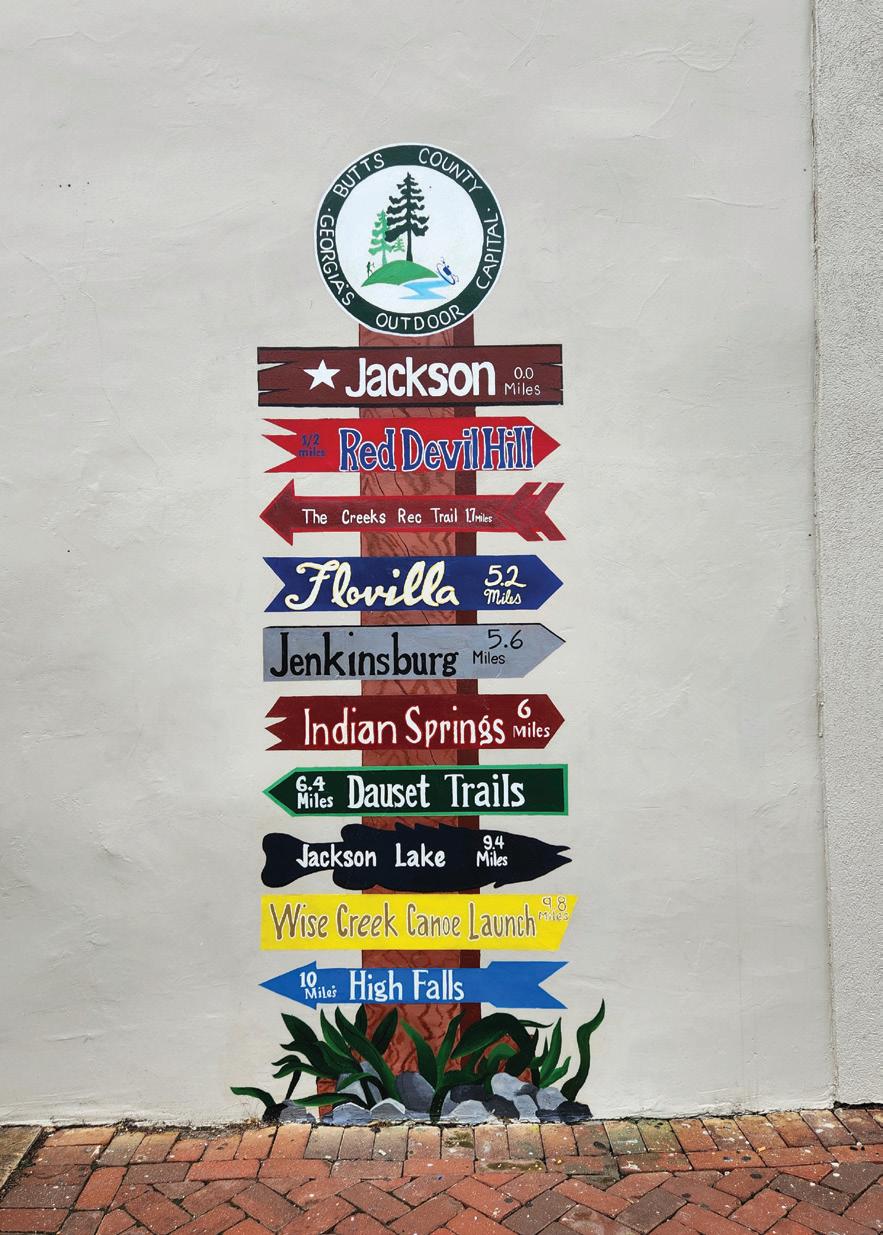 BUTTS COUNTY
· GEORGIA'S OUTDOOR CAPITAL ·
Jackson 0.0 Miles
1/2 miles Red Devil Hill
The Creeks Rec Trail 1.7 Miles
Flovilla 5.2 Miles
Jenkinsburg 5.6 Miles
Indian Springs 6 Miles
6.4 Miles Dauset Trails
Jackson Lake 9.4 Miles
Wise Creek Canoe Launch 9.8 Miles
10 Miles High Falls